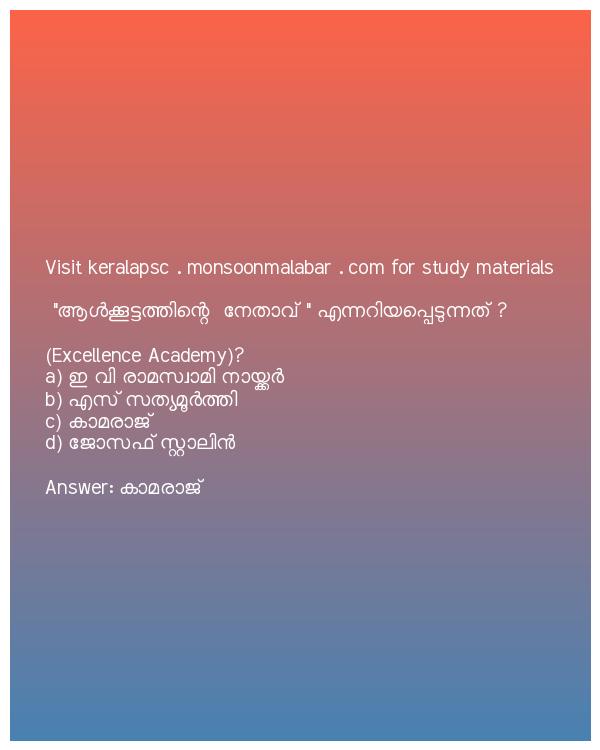 Visit keralapsc . monsoonmalabar . com for study materials
"ആൾക്കൂട്ടത്തിന്റെ നേതാവ് " എന്നറിയപ്പെടുന്നത് ?
(Excellence Academy)?
a) ഇ വി രാമസ്വാമി നായ്ക്കർ
b) എസ് സത്യമൂർത്തി
c) കാമരാജ്
d) ജോസഫ് സ്റ്റാലിൻ
Answer: കാമരാജ്